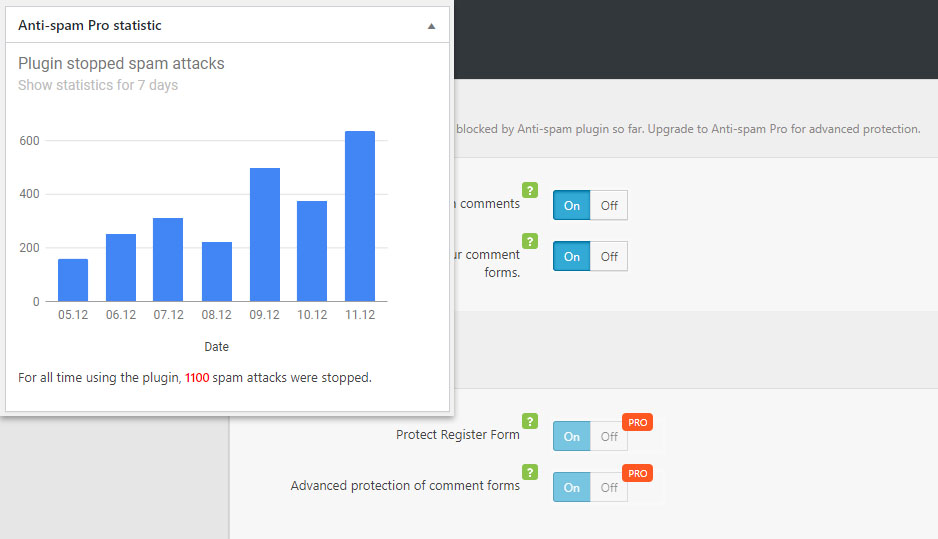 Anti-spam Pro statistic
Plugin stopped spam attacks
Show statistics for 7 days
600
400
200
0
05.12 06.12 07.12 08.12 09.12 10.12 11.12
Date
For all time using the plugin, 1100 spam attacks were stopped.
blocked by Anti-spam plugin so far. Upgrade to Anti-spam Pro for advanced protection.
comments ? On Off
comment ? On Off
forms.
Protect Register Form ? On Off PRO
Advanced protection of comment forms ? On Off PRO